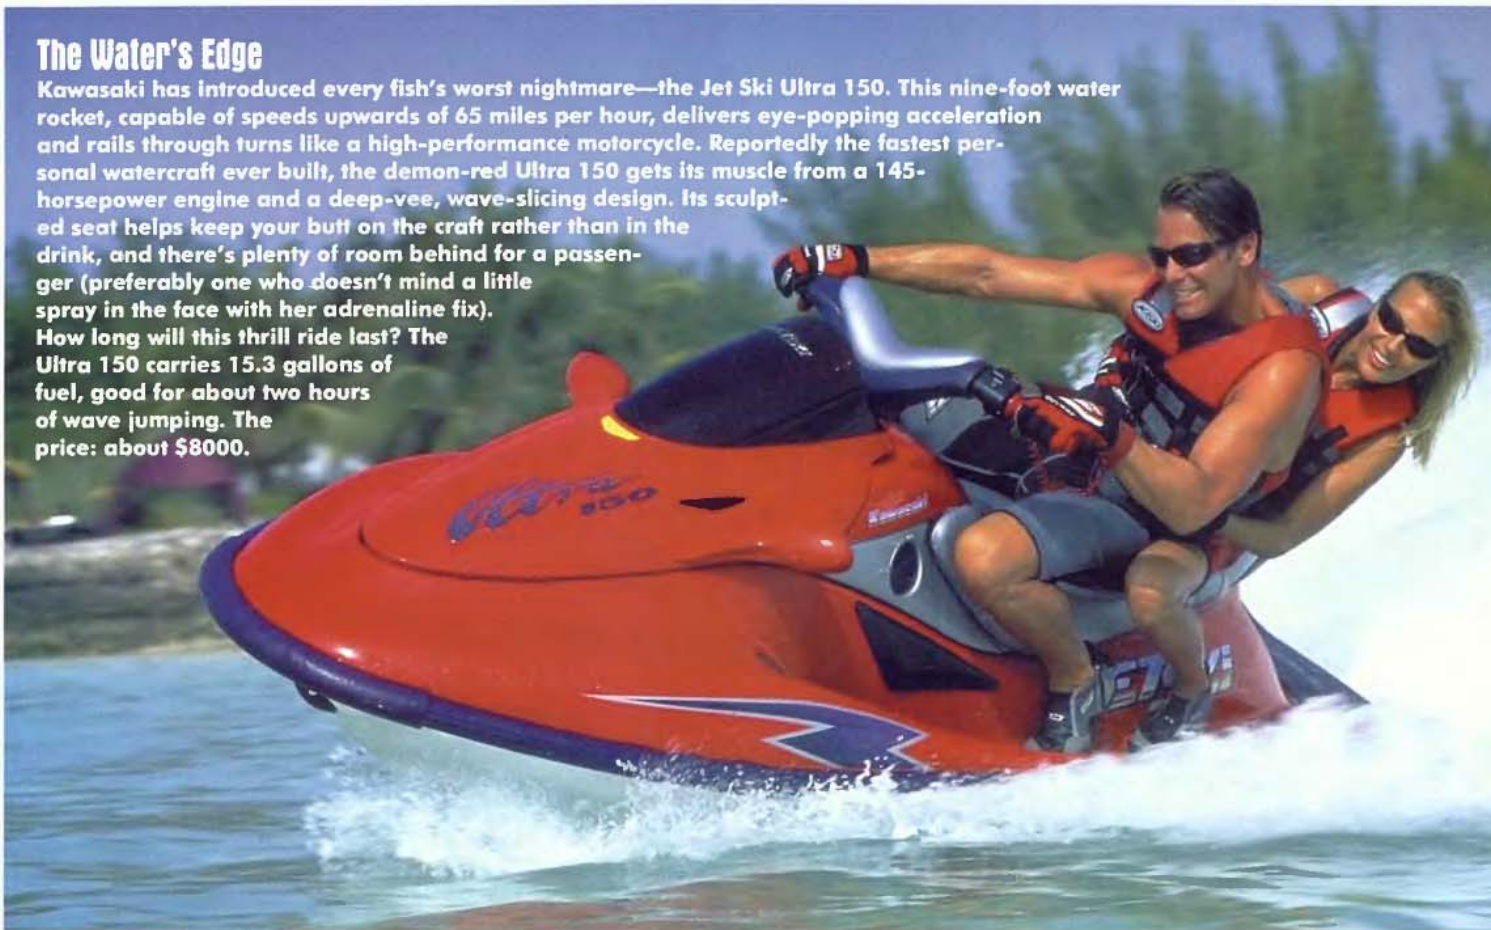 The Water's Edge
Kawasaki has introduced every fish's worst nightmare—the Jet Ski Ultra 150. This nine-foot water
rocket, capable of speeds upwards of 65 miles per hour, delivers eye-popping acceleration
and rails through turns like a high-performance motorcycle. Reportedly the fastest per-
sonal watercraft ever built, the demon-red Ultra 150 gets its muscle from a 145-
horsepower engine and a deep-vee, wave-slicing design. Its sculpt-
ed seat helps keep your butt on the craft rather than in the
drink, and there's plenty of room behind for a passen-
ger (preferably one who doesn't mind a little
spray in the face with her adrenaline fix).
How long will this thrill ride last? The
Ultra 150 carries 15.3 gallons of
fuel, good for about two hours
of wave jumping. The
price: about $8000.
Ultra
150
Kawasaki